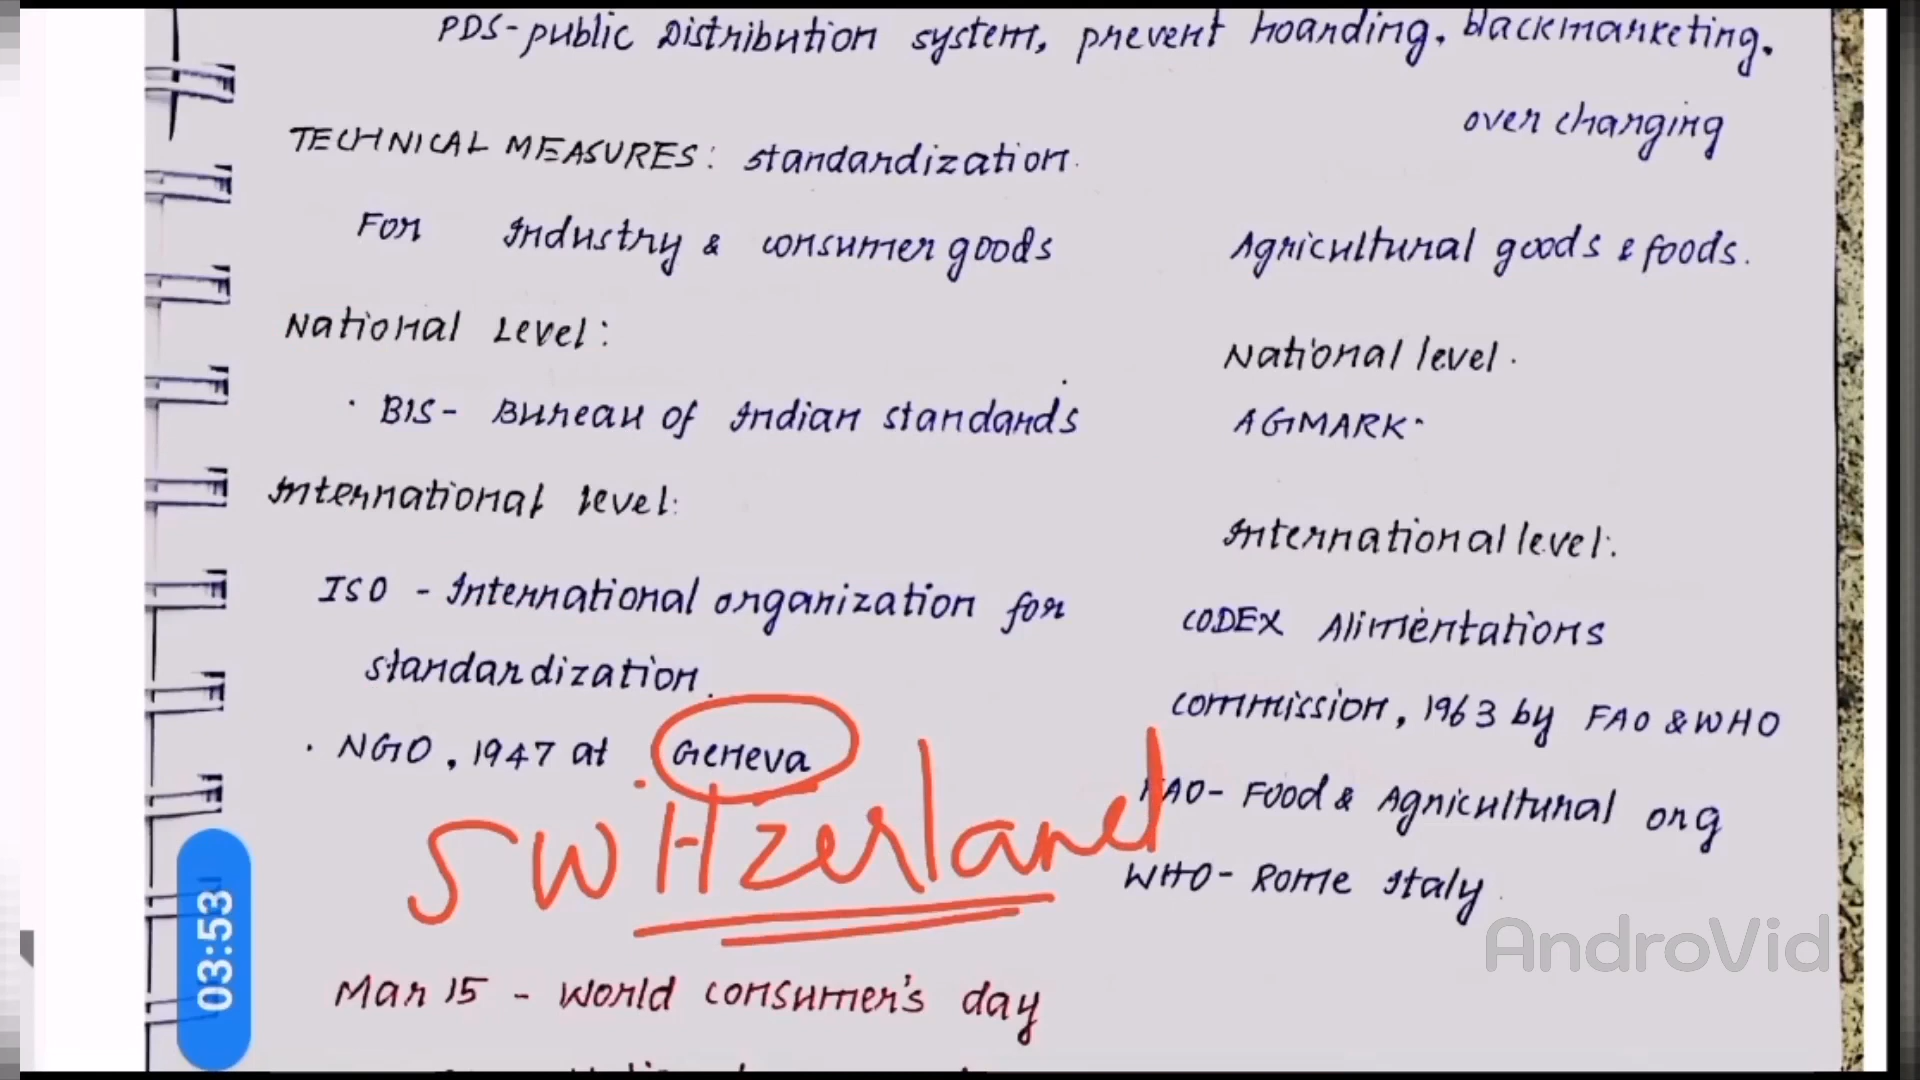 PDS-public Distribution system, prevent hoarding. blackmarketing.
over charging
TECHNICAL MEASURES: standardization.
For Industry & consumer goods
Agricultural goods & foods.
National Level:
National level.
· BIS- Bureau of Indian standards
AGMARK.
International level:
International level:
ISO - International organization for
standardization.
CODEX Alimentations
commission, 1963 by FAO & WHO
· NGO, 1947 at Geneva
switzerland
FAO- Food & Agricultural org
WHO- Rome Italy.
Mar 15 - World consumer's day
03:53
AndroVid